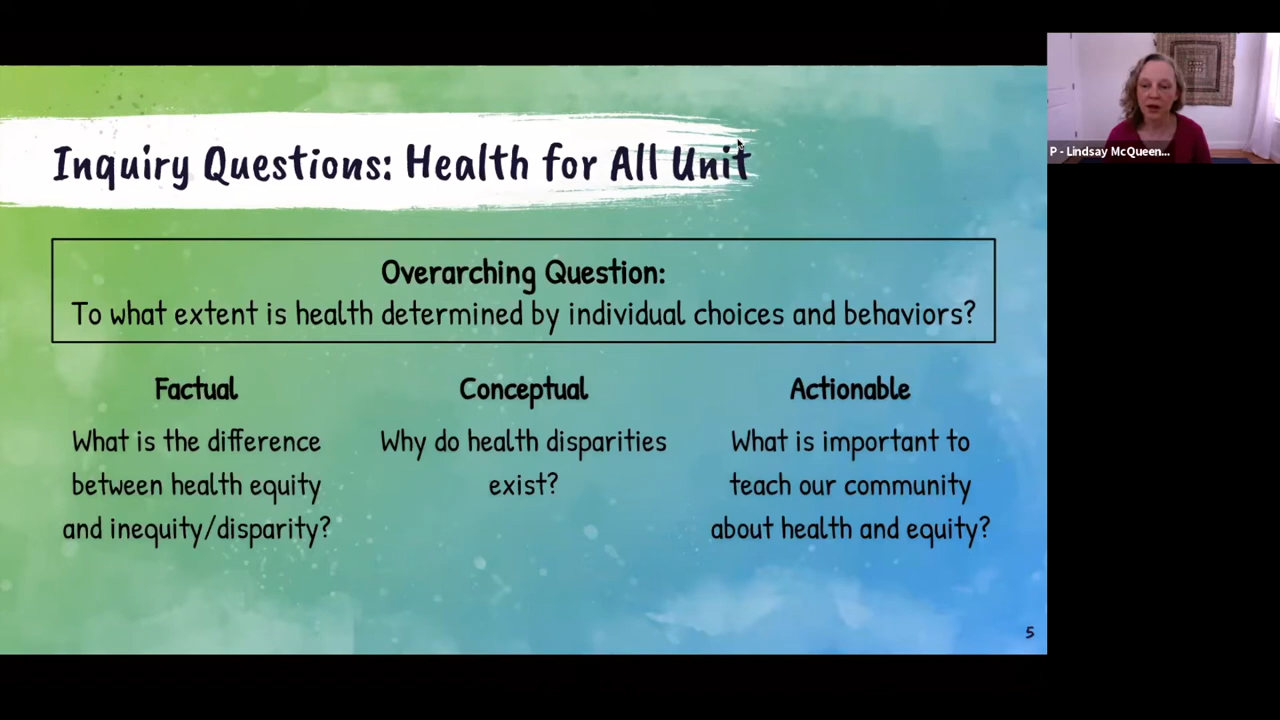 Inquiry Questions: Health for All Unit
Overarching Question:
To what extent is health determined by individual choices and behaviors?
Factual
What is the difference
between health equity
and inequity/disparity?
Conceptual
Why do health disparities
exist?
Actionable
What is important to
teach our community
about health and equity?
5
P - Lindsay McQueen...